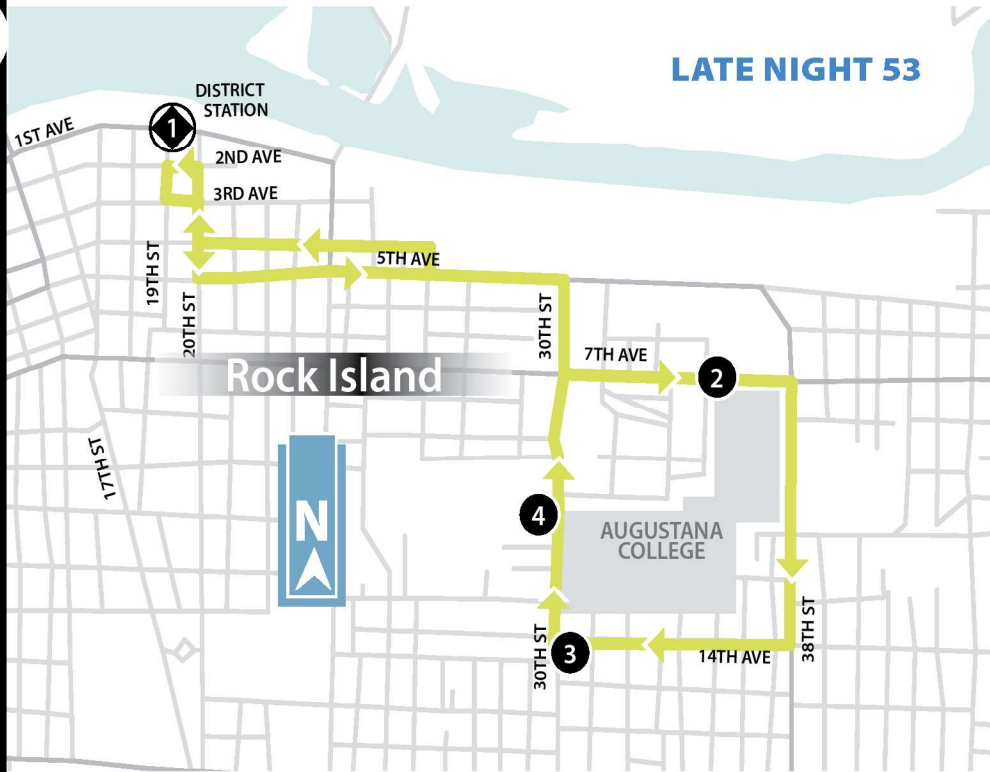 LATE NIGHT 53
DISTRICT
STATION
1
1ST AVE
2ND AVE
3RD AVE
19TH ST
20TH ST
5TH AVE
30TH ST
7TH AVE
2
Rock Island
17TH ST
N
4
AUGUSTANA
COLLEGE
30TH ST
3
14TH AVE
38TH ST